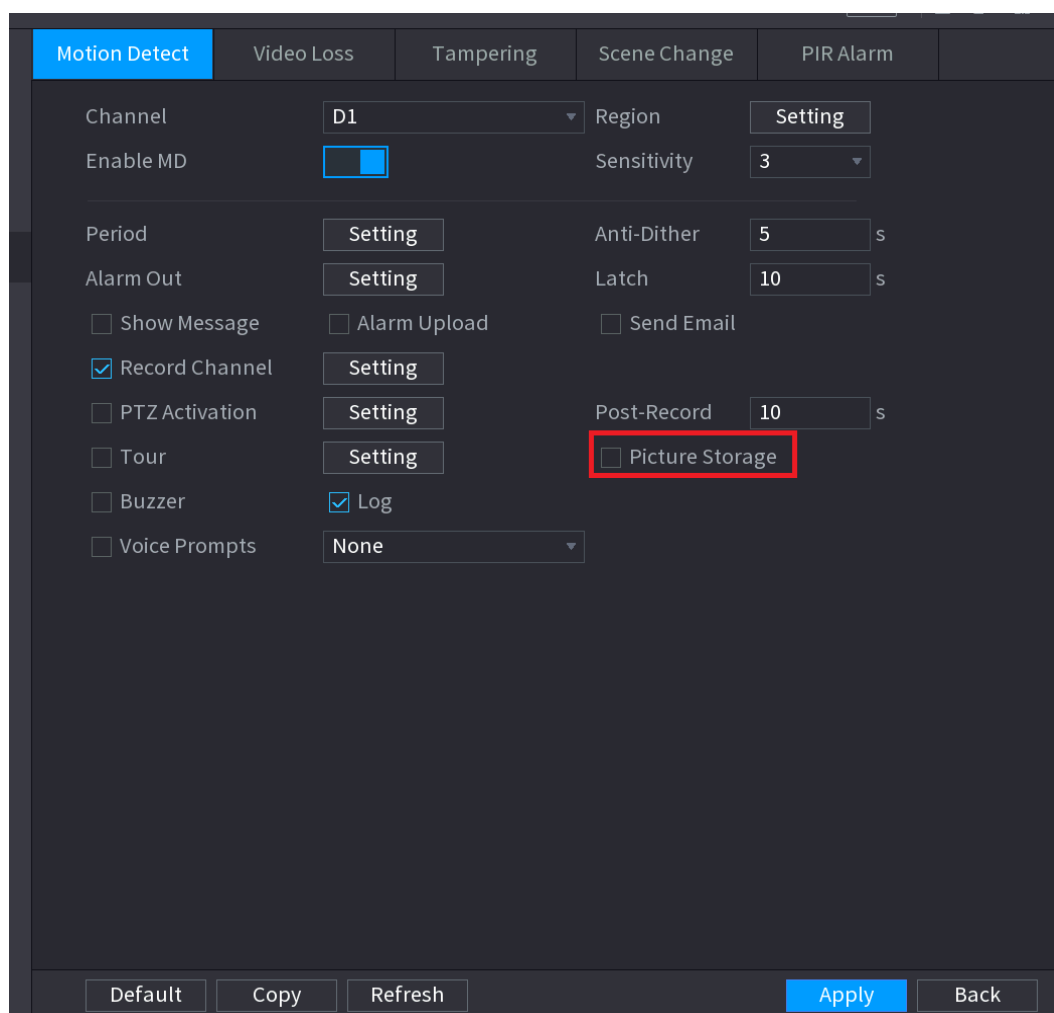 Motion Detect Video Loss Tampering Scene Change PIR Alarm
Channel D1 Region Setting
Enable MD Sensitivity 3
Period Setting Anti-Dither 5 s
Alarm Out Setting Latch 10 s
Show Message Alarm Upload Send Email
Record Channel Setting
PTZ Activation Setting Post-Record 10 s
Tour Setting Picture Storage
Buzzer Log
Voice Prompts None
Default Copy Refresh Apply Back